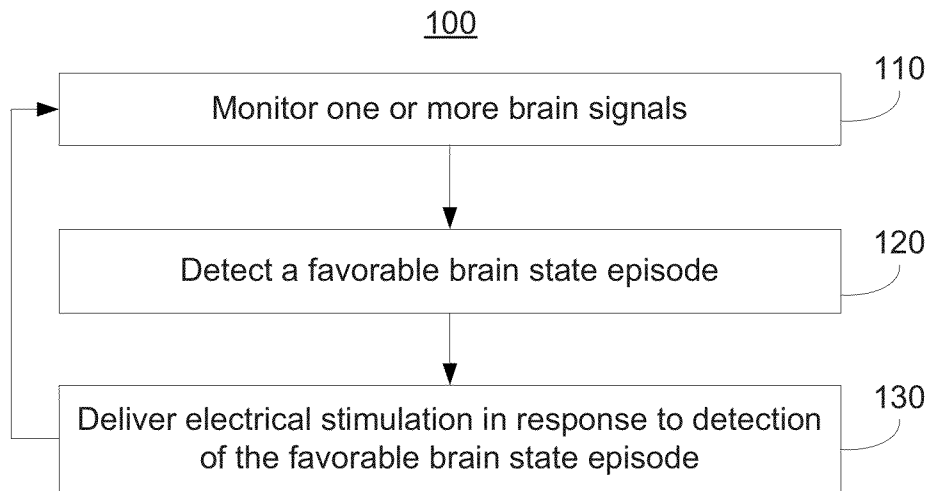 100
110
Monitor one or more brain signals
120
Detect a favorable brain state episode
130
Deliver electrical stimulation in response to detection
of the favorable brain state episode